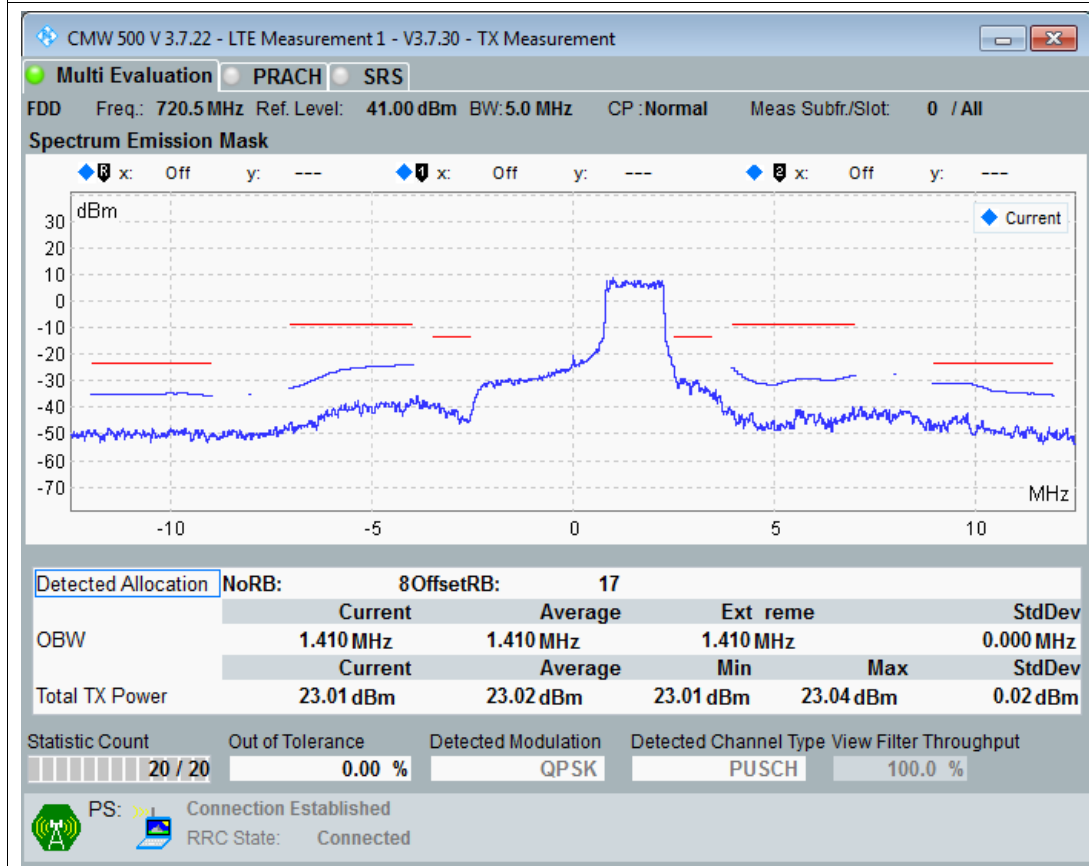 CMW 500 V 3.7.22 - LTE Measurement 1 - V3.7.30 - TX Measurement
Multi Evaluation PRACH SRS
FDD Freq.: 720.5 MHz Ref. Level: 41.00 dBm BW: 5.0 MHz CP : Normal Meas Subfr./Slot: 0 / All
Spectrum Emission Mask
R x: Off y: --- 1 x: Off y: --- 2 x: Off y: ---
dBm
Current
30
20
10
0
-10
-20
-30
-40
-50
-60
-70
MHz
-10 -5 0 5 10
Detected Allocation NoRB: 8 OffsetRB: 17
Current Average Ext reme StdDev
OBW 1.410 MHz 1.410 MHz 1.410 MHz 0.000 MHz
Current Average Min Max StdDev
Total TX Power 23.01 dBm 23.02 dBm 23.01 dBm 23.04 dBm 0.02 dBm
Statistic Count Out of Tolerance Detected Modulation Detected Channel Type View Filter Throughput
20 / 20 0.00 % QPSK PUSCH 100.0 %
PS: Connection Established
RRC State: Connected